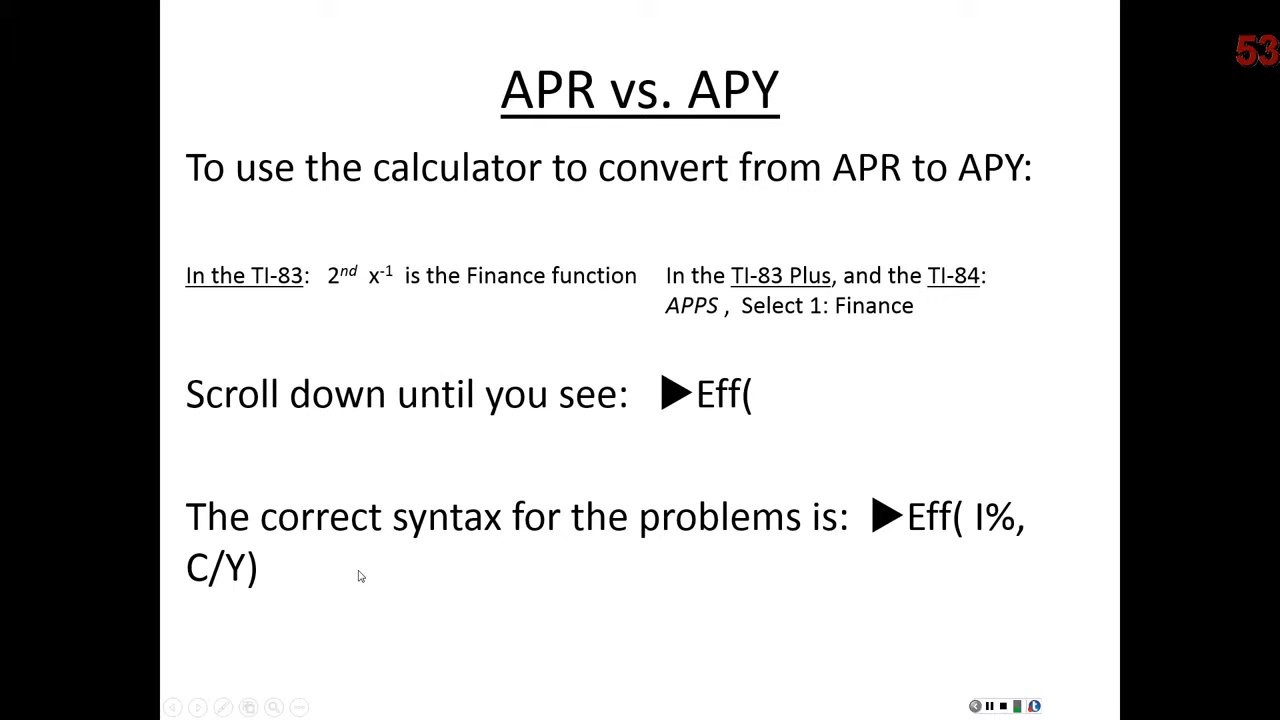 53
APR vs. APY
To use the calculator to convert from APR to APY:
In the TI-83: 2nd x-1 is the Finance function
In the TI-83 Plus, and the TI-84:
APPS , Select 1: Finance
Scroll down until you see: ▶Eff(
The correct syntax for the problems is: ▶Eff( I%,
C/Y)